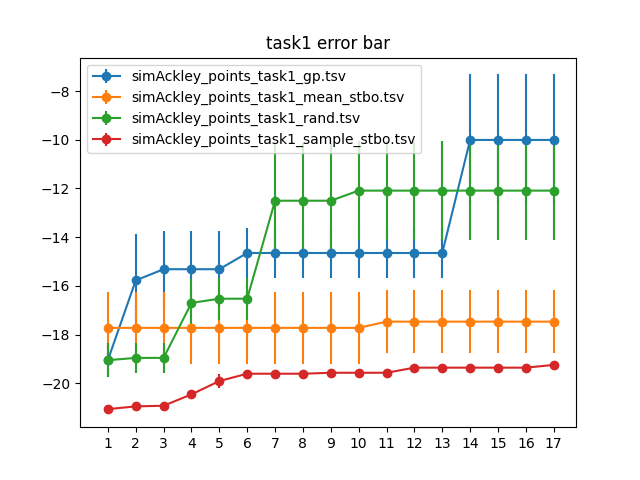 task1 error bar
simAckley_points_task1_gp.tsv
simAckley_points_task1_mean_stbo.tsv
simAckley_points_task1_rand.tsv
simAckley_points_task1_sample_stbo.tsv
−8
−10
−12
−14
−16
−18
−20
1 2 3 4 5 6 7 8 9 10 11 12 13 14 15 16 17